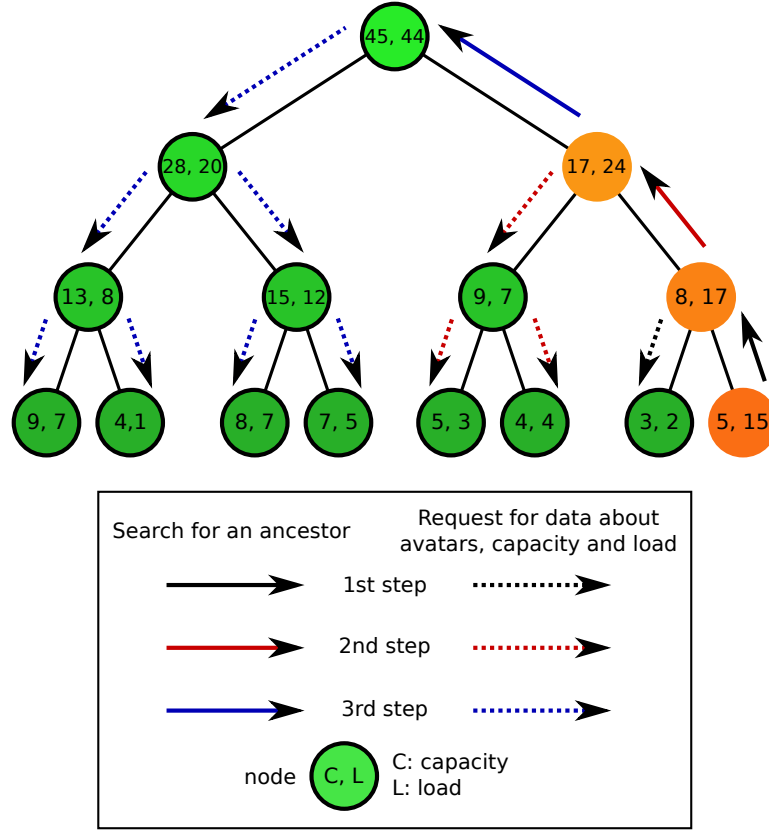 45, 44
28, 20
17, 24
13, 8
15, 12
9, 7
8, 17
9, 7
4,1
8, 7
7, 5
5, 3
4, 4
3, 2
5, 15
Search for an ancestor
Request for data about
avatars, capacity and load
1st step
2nd step
3rd step
node
C, L
C: capacity
L: load